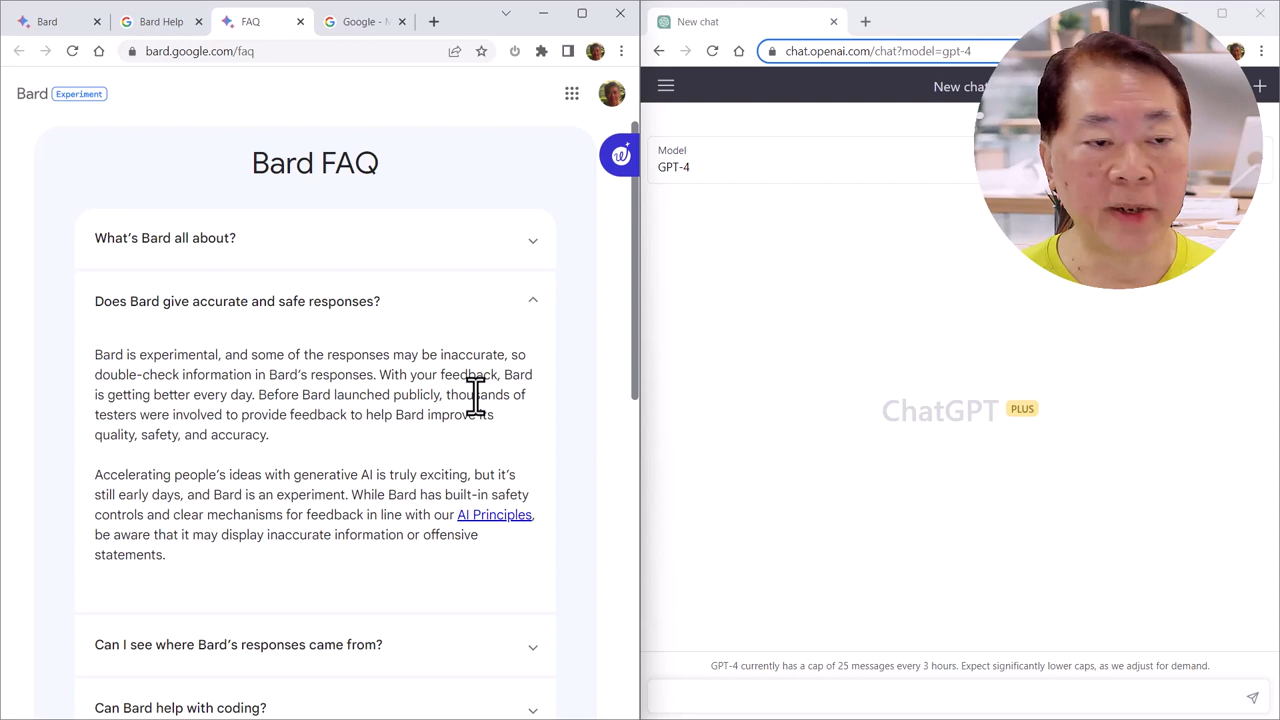 Bard
Bard Help
FAQ
Google - M
bard.google.com/faq
Bard Experiment
Bard FAQ
What's Bard all about?
Does Bard give accurate and safe responses?
Bard is experimental, and some of the responses may be inaccurate, so
double-check information in Bard's responses. With your feedback, Bard
is getting better every day. Before Bard launched publicly, thousands of
testers were involved to provide feedback to help Bard improve its
quality, safety, and accuracy.
Accelerating people's ideas with generative AI is truly exciting, but it's
still early days, and Bard is an experiment. While Bard has built-in safety
controls and clear mechanisms for feedback in line with our AI Principles,
be aware that it may display inaccurate information or offensive
statements.
Can I see where Bard's responses came from?
Can Bard help with coding?
New chat
chat.openai.com/chat?model=gpt-4
New chat
Model
GPT-4
ChatGPT PLUS
GPT-4 currently has a cap of 25 messages every 3 hours. Expect significantly lower caps, as we adjust for demand.